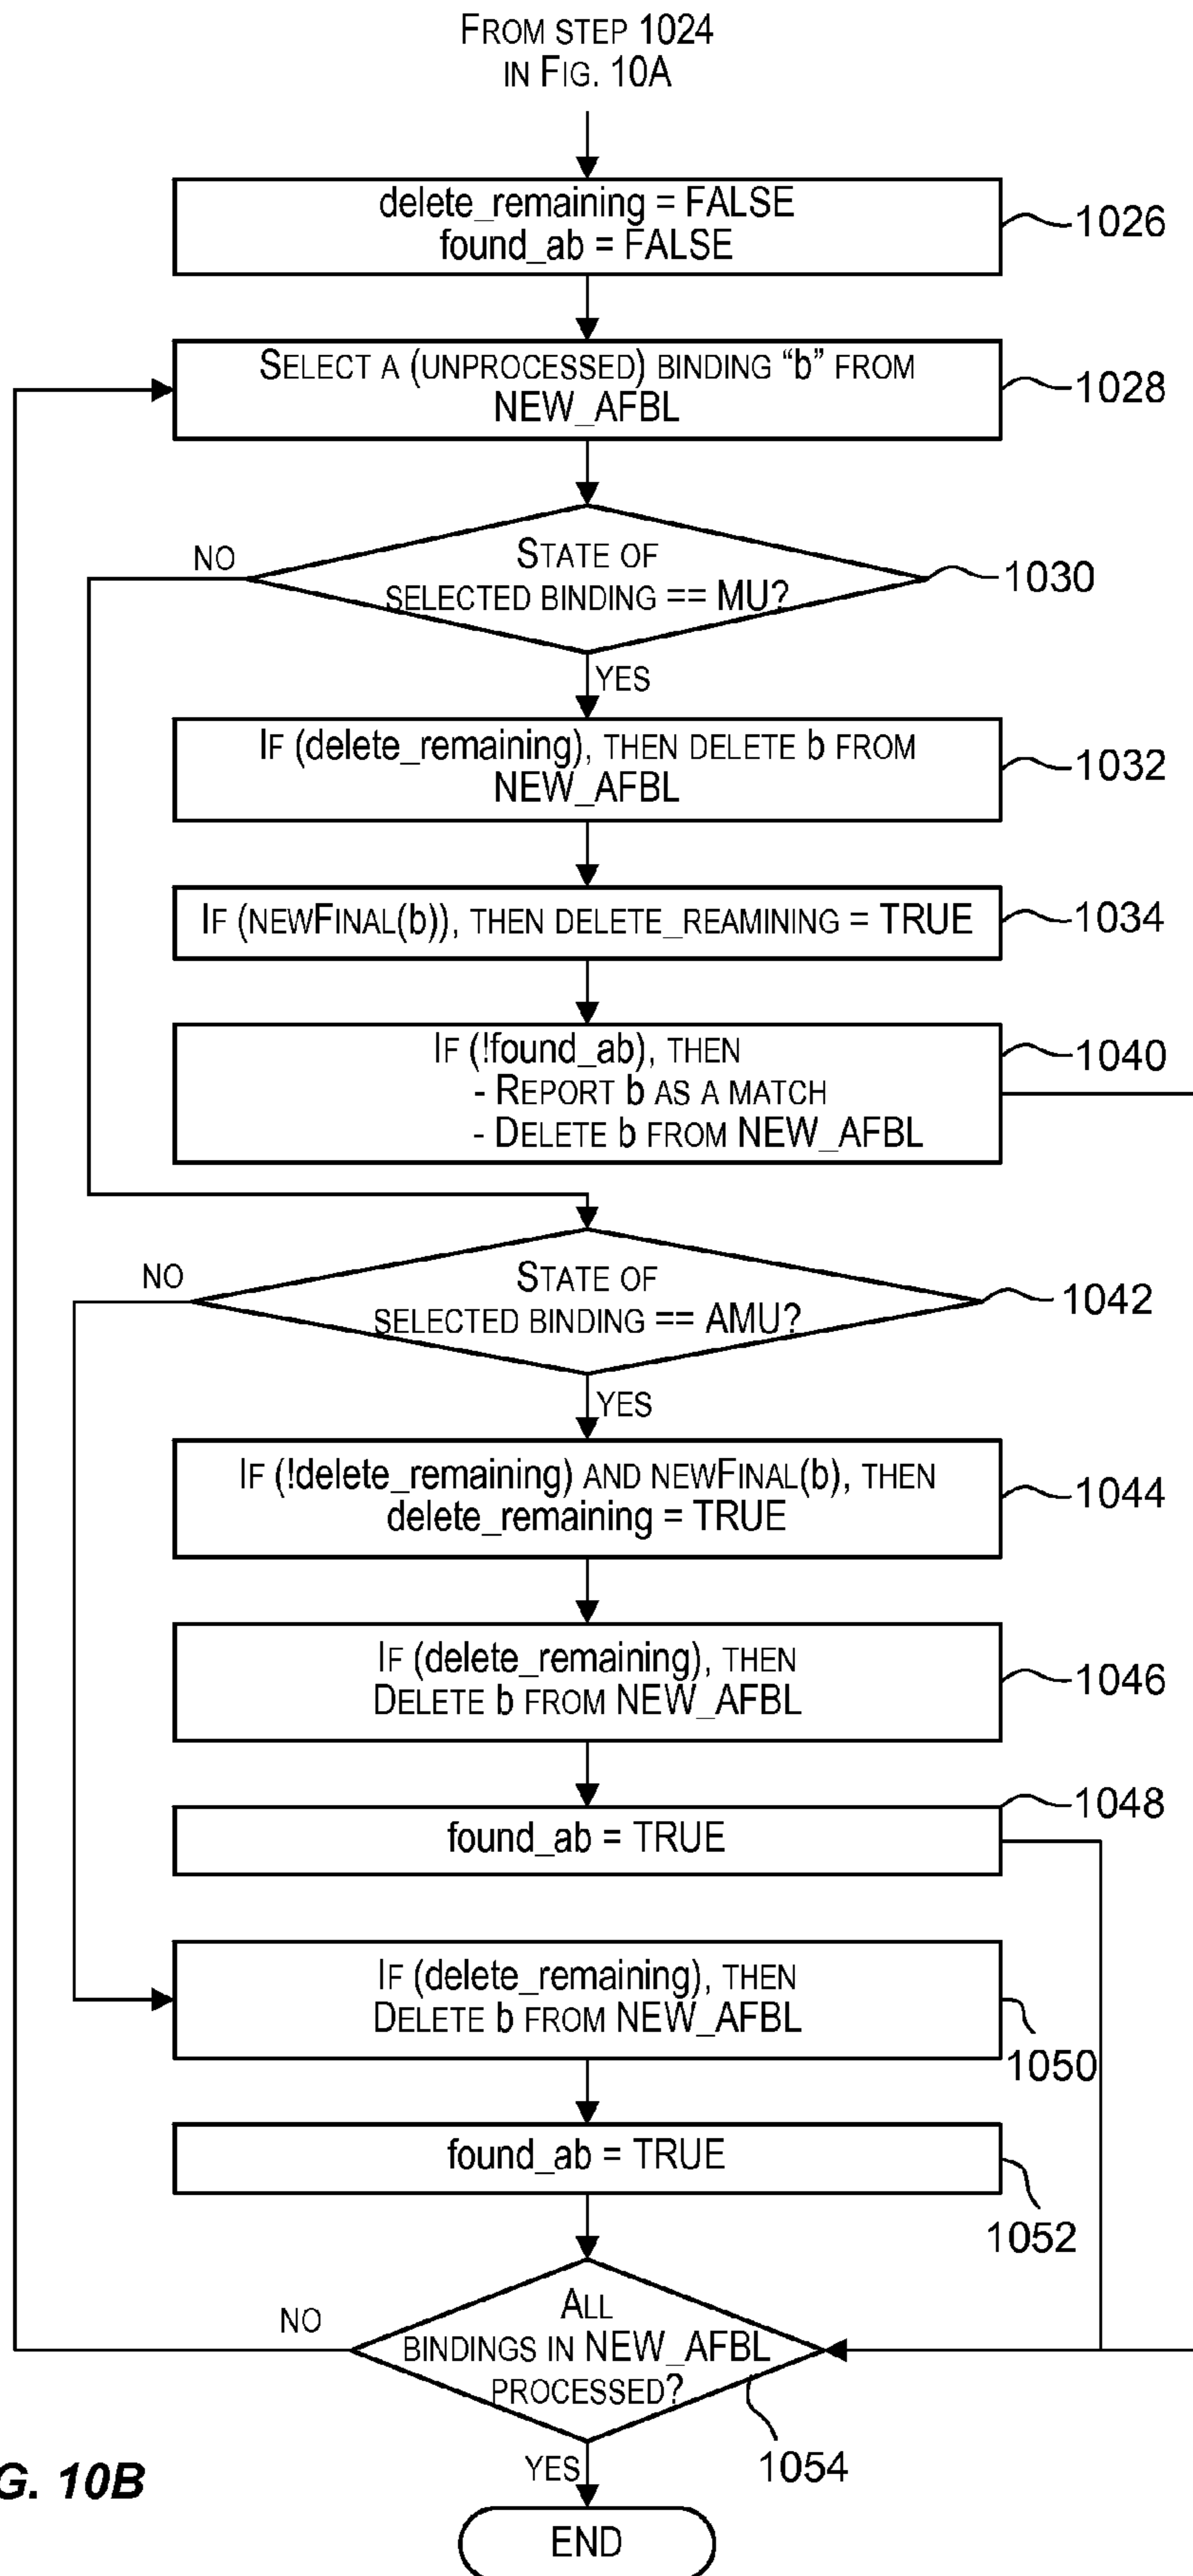 FROM STEP 1024
IN FIG. 10A
delete_remaining = FALSE
found_ab = FALSE
1026
SELECT A (UNPROCESSED) BINDING “b” FROM
NEW_AFBL
1028
NO
STATE OF
SELECTED BINDING == MU?
1030
YES
IF (delete_remaining), THEN DELETE b FROM
NEW_AFBL
1032
IF (NEWFINAL(b)), THEN DELETE_REAMINING = TRUE
1034
IF (!found_ab), THEN
- REPORT b AS A MATCH
- DELETE b FROM NEW_AFBL
1040
NO
STATE OF
SELECTED BINDING == AMU?
1042
YES
IF (!delete_remaining) AND NEWFINAL(b), THEN
delete_remaining = TRUE
1044
IF (delete_remaining), THEN
DELETE b FROM NEW_AFBL
1046
found_ab = TRUE
1048
IF (delete_remaining), THEN
DELETE b FROM NEW_AFBL
1050
found_ab = TRUE
1052
NO
ALL
BINDINGS IN NEW_AFBL
PROCESSED?
1054
YES
G. 10B
END